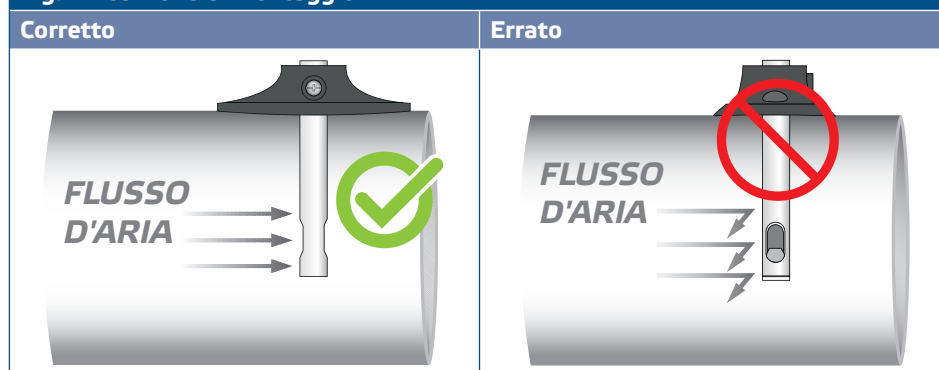 Corretto
Errato
FLUSSO
D'ARIA
FLUSSO
D'ARIA